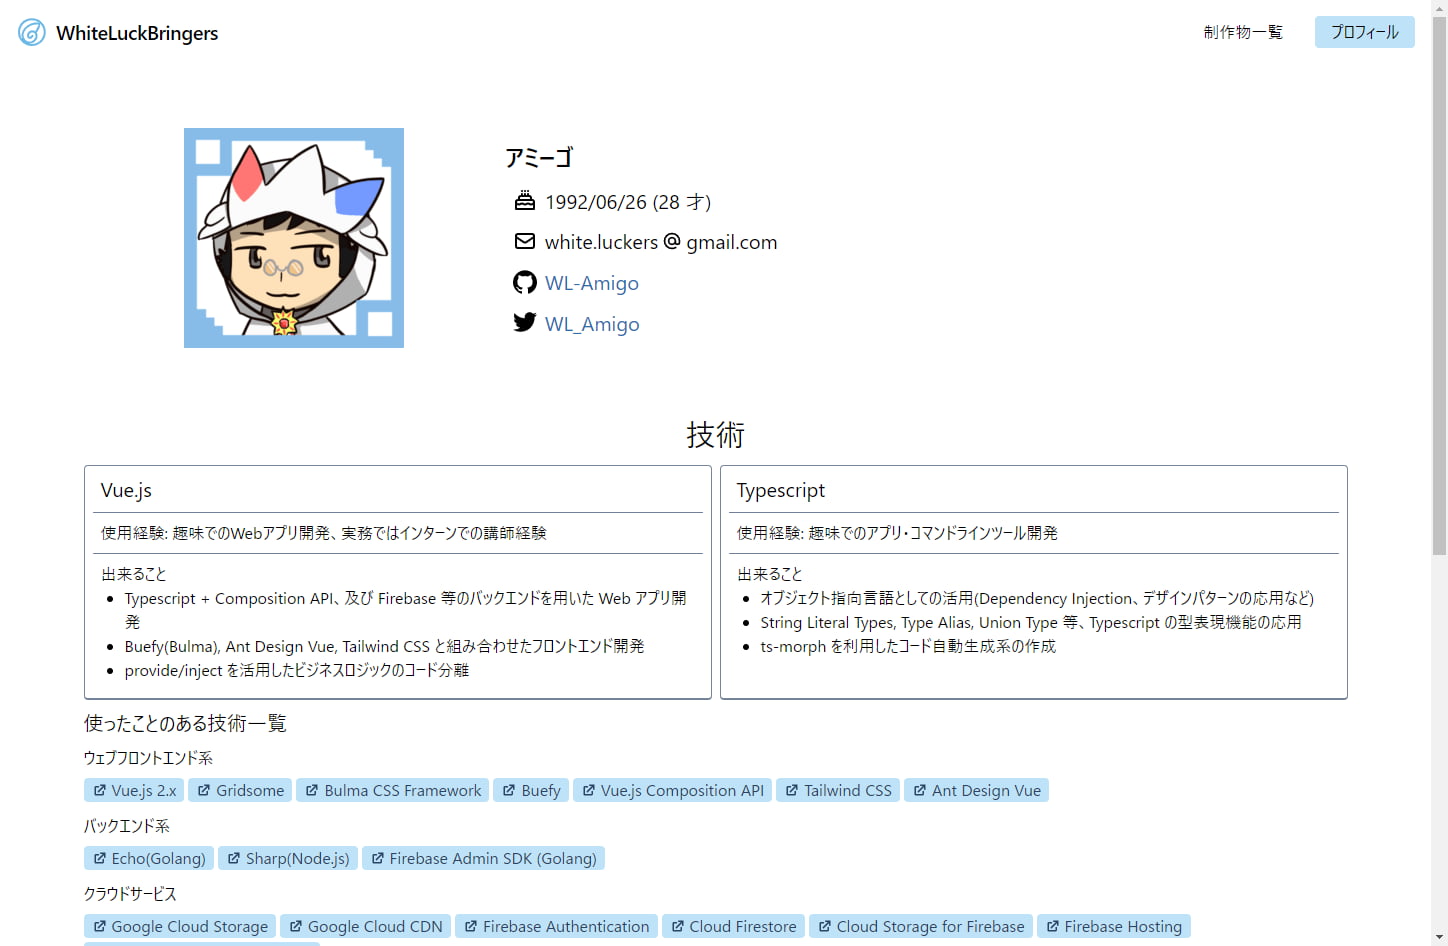 WhiteLuckBringers
制作物一覧
プロフィール
アミーゴ
1992/06/26 (28 才)
white.luckers @ gmail.com
WL-Amigo
WL_Amigo
技術
Vue.js
使用経験: 趣味でのWebアプリ開発、実務ではインターンでの講師経験
出来ること
Typescript + Composition API、及び Firebase 等のバックエンドを用いた Web アプリ開
発
Buefy(Bulma), Ant Design Vue, Tailwind CSS と組み合わせたフロントエンド開発
provide/inject を活用したビジネスロジックのコード分離
Typescript
使用経験: 趣味でのアプリ・コマンドラインツール開発
出来ること
オブジェクト指向言語としての活用(Dependency Injection、デザインパターンの応用など)
String Literal Types, Type Alias, Union Type 等、Typescript の型表現機能の応用
ts-morph を利用したコード自動生成系の作成
使ったことのある技術一覧
ウェブフロントエンド系
Vue.js 2.x Gridsome Bulma CSS Framework Buefy Vue.js Composition API Tailwind CSS Ant Design Vue
バックエンド系
Echo(Golang) Sharp(Node.js) Firebase Admin SDK (Golang)
クラウドサービス
Google Cloud Storage Google Cloud CDN Firebase Authentication Cloud Firestore Cloud Storage for Firebase Firebase Hosting